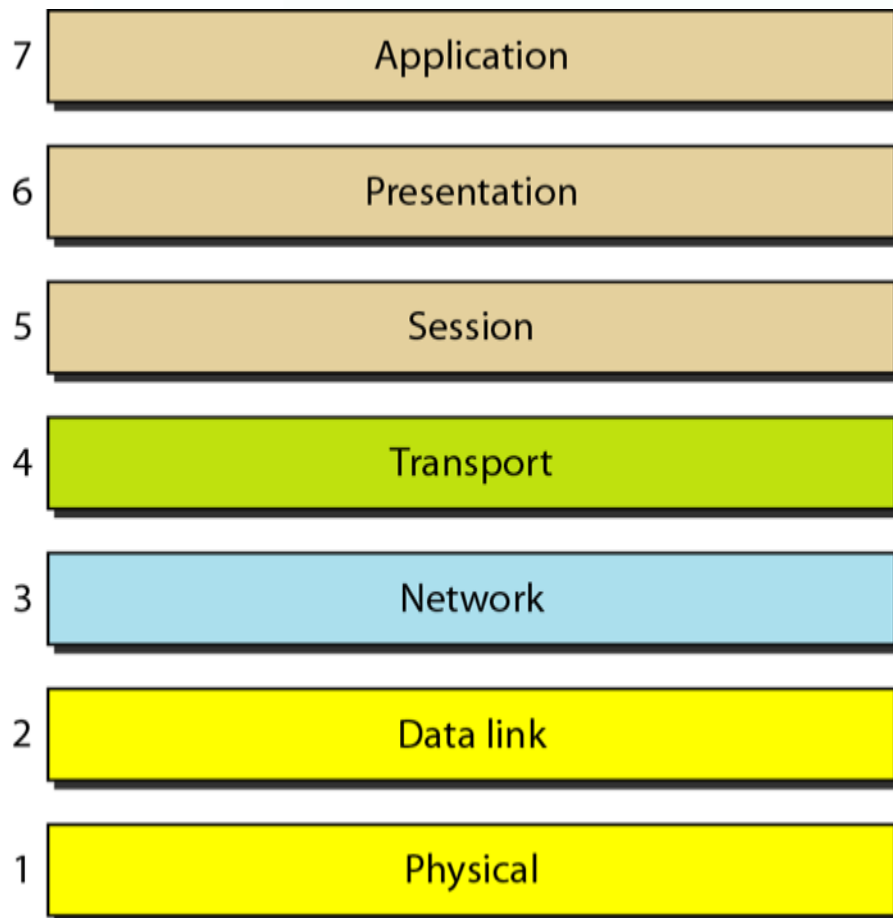 7 Application
6 Presentation
5 Session
4 Transport
3 Network
2 Data link
1 Physical